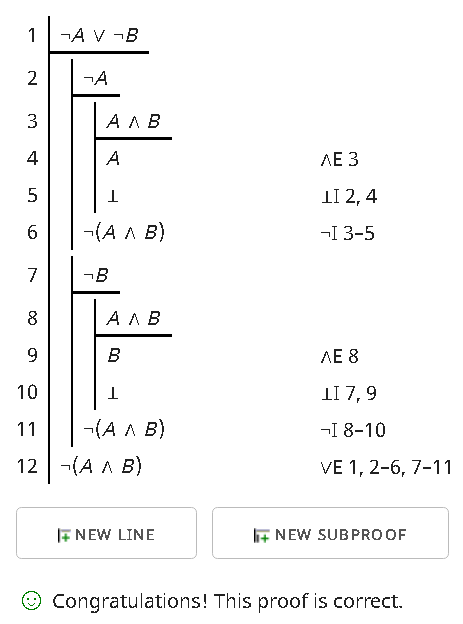 1 ¬A ∨ ¬B
2 ¬A
3 A ∧ B
4 A ∧E 3
5 ⊥ ⊥I 2, 4
6 ¬(A ∧ B) ¬I 3–5
7 ¬B
8 A ∧ B
9 B ∧E 8
10 ⊥ ⊥I 7, 9
11 ¬(A ∧ B) ¬I 8–10
12 ¬(A ∧ B) ∨E 1, 2–6, 7–11
NEW LINE NEW SUBPROOF
Congratulations! This proof is correct.